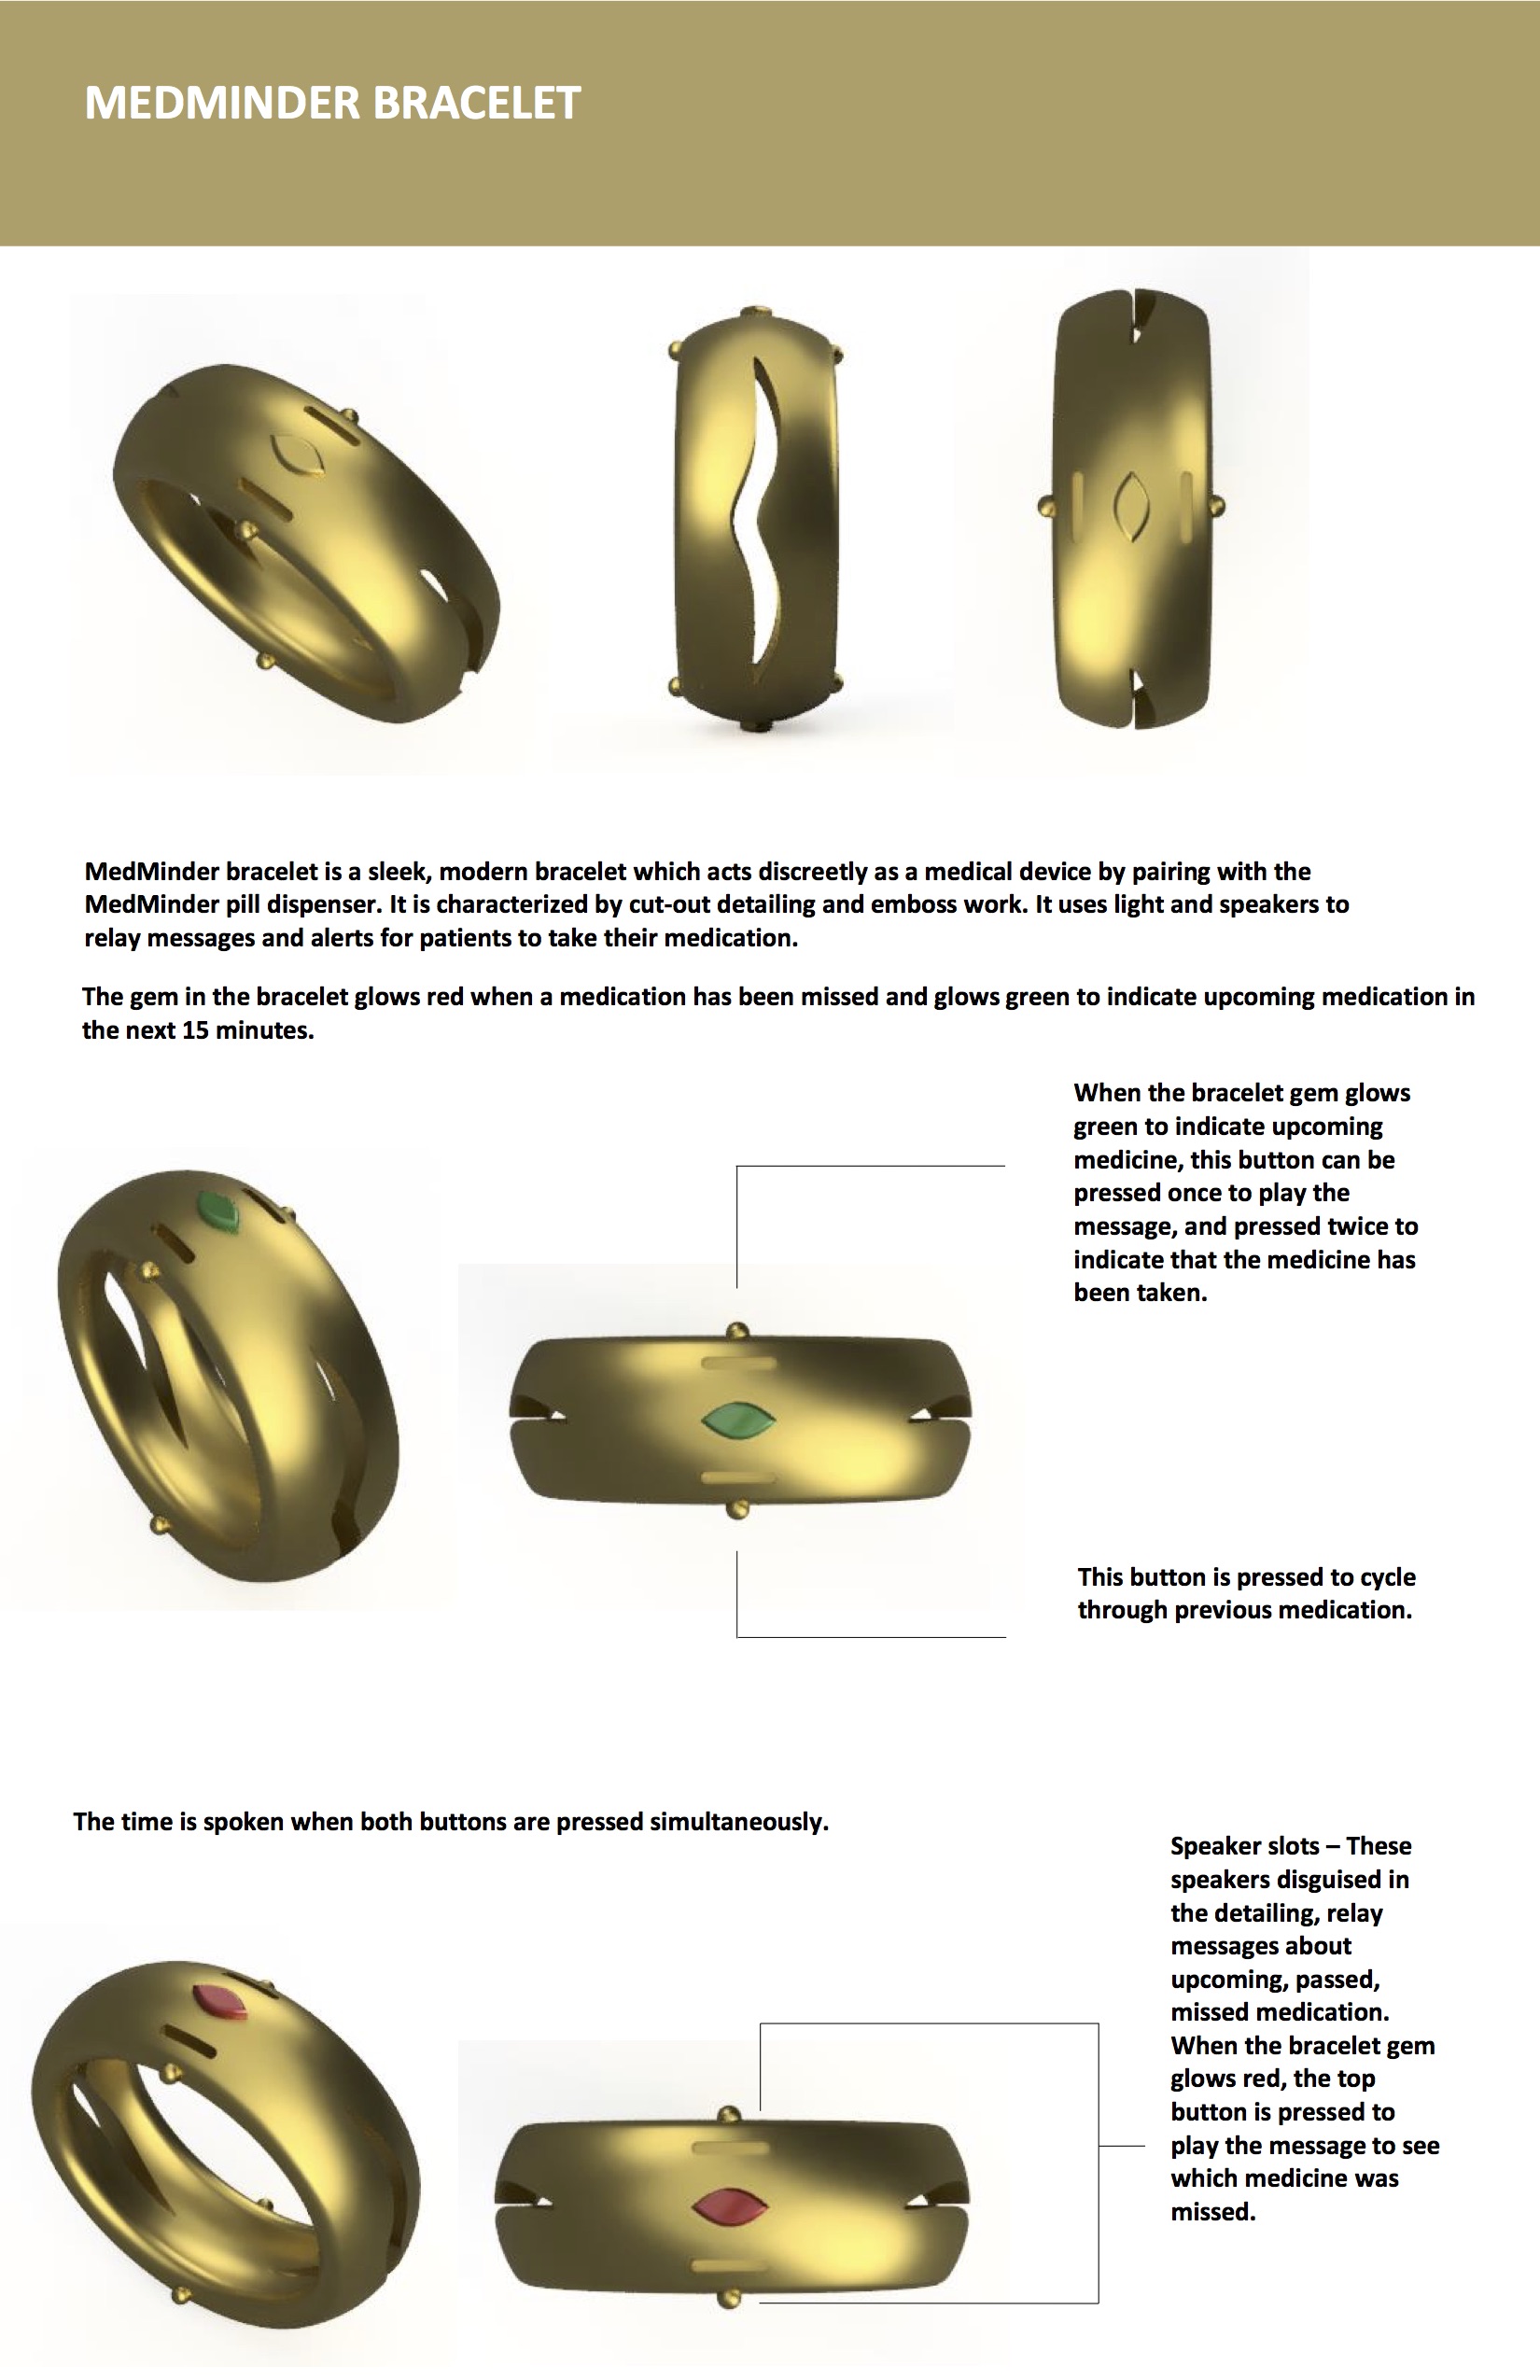 MEDMINDER BRACELET
MedMinder bracelet is a sleek, modern bracelet which acts discreetly as a medical device by pairing with the
MedMinder pill dispenser. It is characterized by cut-out detailing and emboss work. It uses light and speakers to
relay messages and alerts for patients to take their medication.
The gem in the bracelet glows red when a medication has been missed and glows green to indicate upcoming medication in
the next 15 minutes.
When the bracelet gem glows
green to indicate upcoming
medicine, this button can be
pressed once to play the
message, and pressed twice to
indicate that the medicine has
been taken.
This button is pressed to cycle
through previous medication.
The time is spoken when both buttons are pressed simultaneously.
Speaker slots – These
speakers disguised in
the detailing, relay
messages about
upcoming, passed,
missed medication.
When the bracelet gem
glows red, the top
button is pressed to
play the message to see
which medicine was
missed.